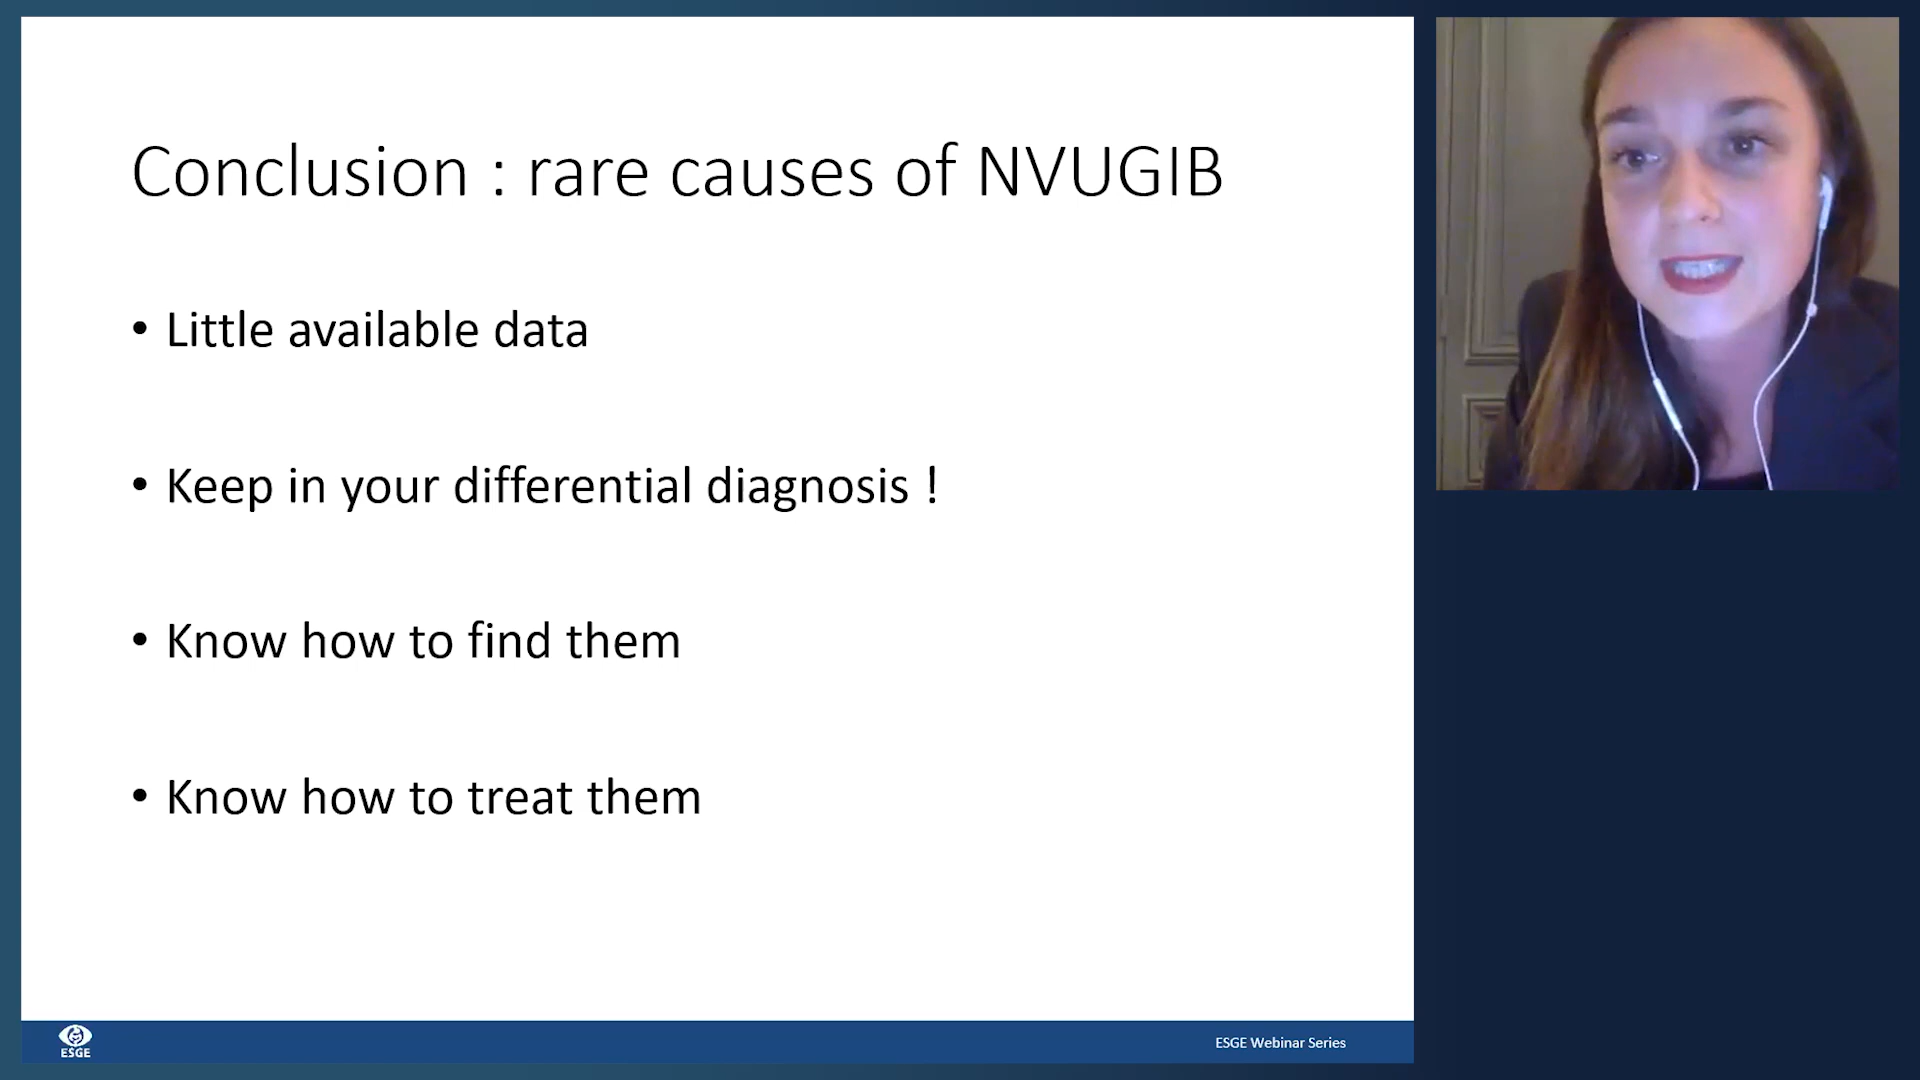 Conclusion : rare causes of NVUGIB
• Little available data
• Keep in your differential diagnosis !
• Know how to find them
• Know how to treat them
ESGE
ESGE Webinar Series